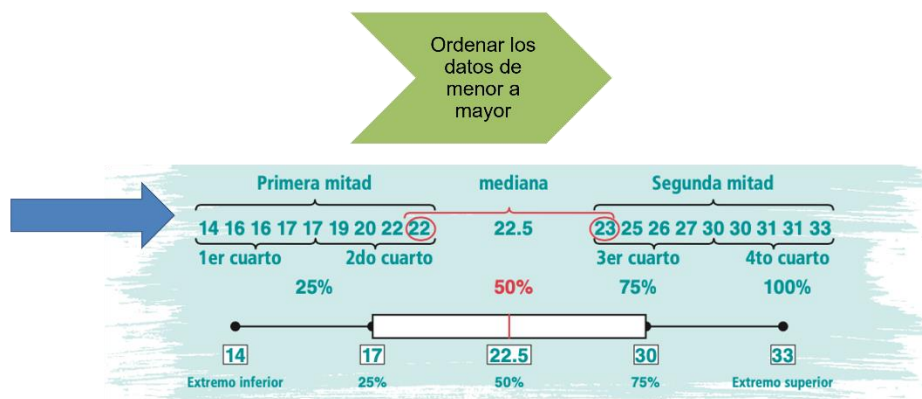 Ordenar los
datos de
menor a
mayor
Primera mitad mediana Segunda mitad
14 16 16 17 17 19 20 22 22 22.5 23 25 26 27 30 30 31 31 33
1er cuarto 2do cuarto 3er cuarto 4to cuarto
25% 50% 75% 100%
14 17 22.5 30 33
Extremo inferior 25% 50% 75% Extremo superior